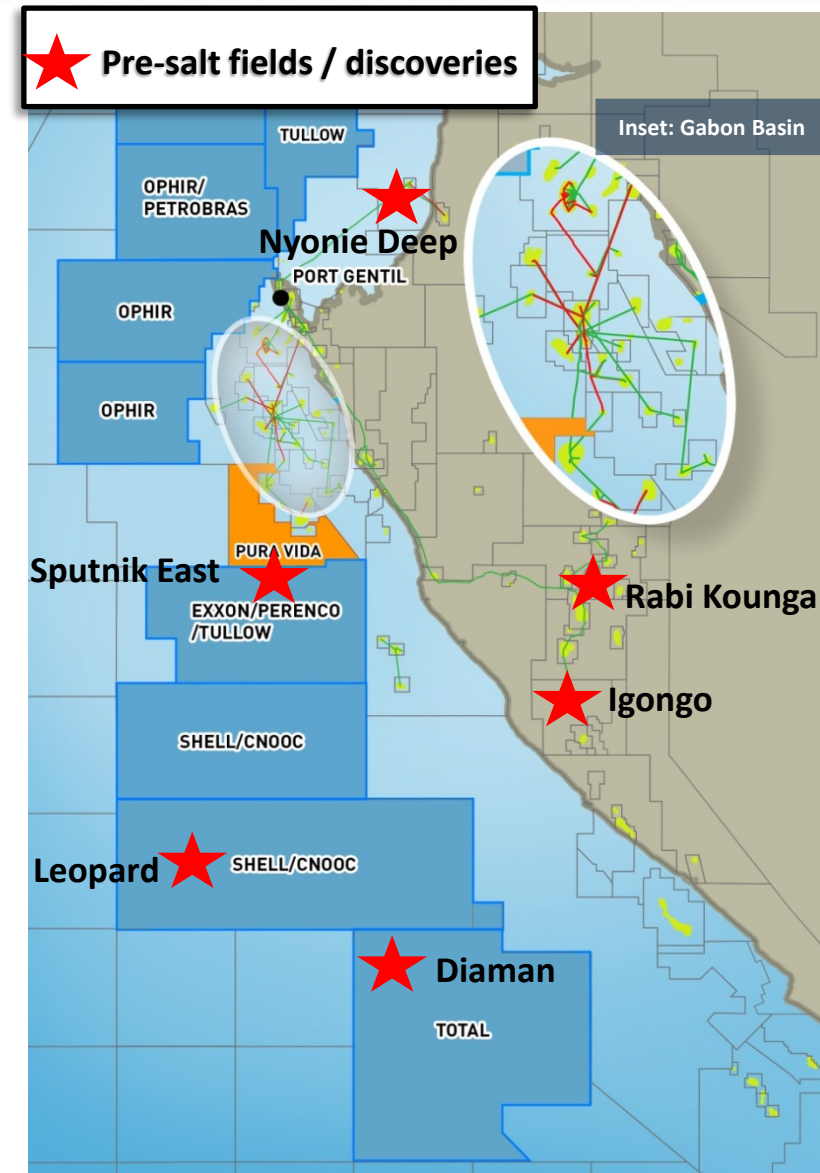 Pre-salt fields / discoveries
Inset: Gabon Basin
TULLOW
OPHIR/
PETROBRAS
Nyonie Deep
PORT GENTIL
OPHIR
OPHIR
PURA VIDA
Sputnik East
EXXON/PERENCO
/TULLOW
Rabi Kounga
Igongo
SHELL/CNOOC
Leopard
SHELL/CNOOC
Diaman
TOTAL